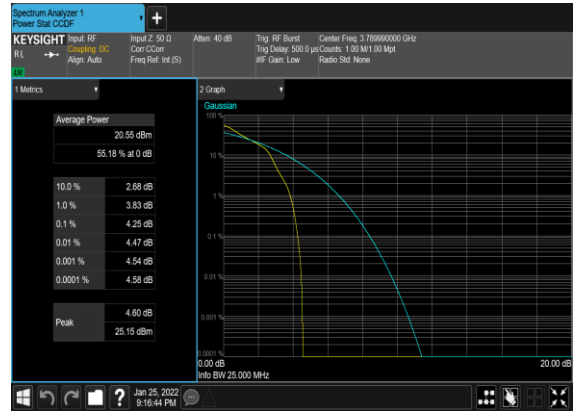 Spectrum Analyzer 1
Power Stat CCDF
+
KEYSIGHT
RL
LW
Input: RF
Coupling: DC
Align: Auto
Input Z: 50 Ω
Corr CCorr
Freq Ref: Int (S)
Atten: 40 dB
Trig: RF Burst
Trig Delay: 500.0 µs
#IF Gain: Low
Center Freq: 3.789990000 GHz
Counts: 1.00 M/1.00 Mpt
Radio Std: None
1 Metrics
Average Power
20.55 dBm
55.18 % at 0 dB
10.0 % 2.68 dB
1.0 % 3.83 dB
0.1 % 4.25 dB
0.01 % 4.47 dB
0.001 % 4.54 dB
0.0001 % 4.58 dB
Peak 4.60 dB
25.15 dBm
2 Graph
Gaussian
100 %
10 %
1 %
0.1 %
0.01 %
0.001 %
0.0001 %
0.00 dB 20.00 dB
Info BW 25.000 MHz
?
Jan 25, 2022
9:16:44 PM